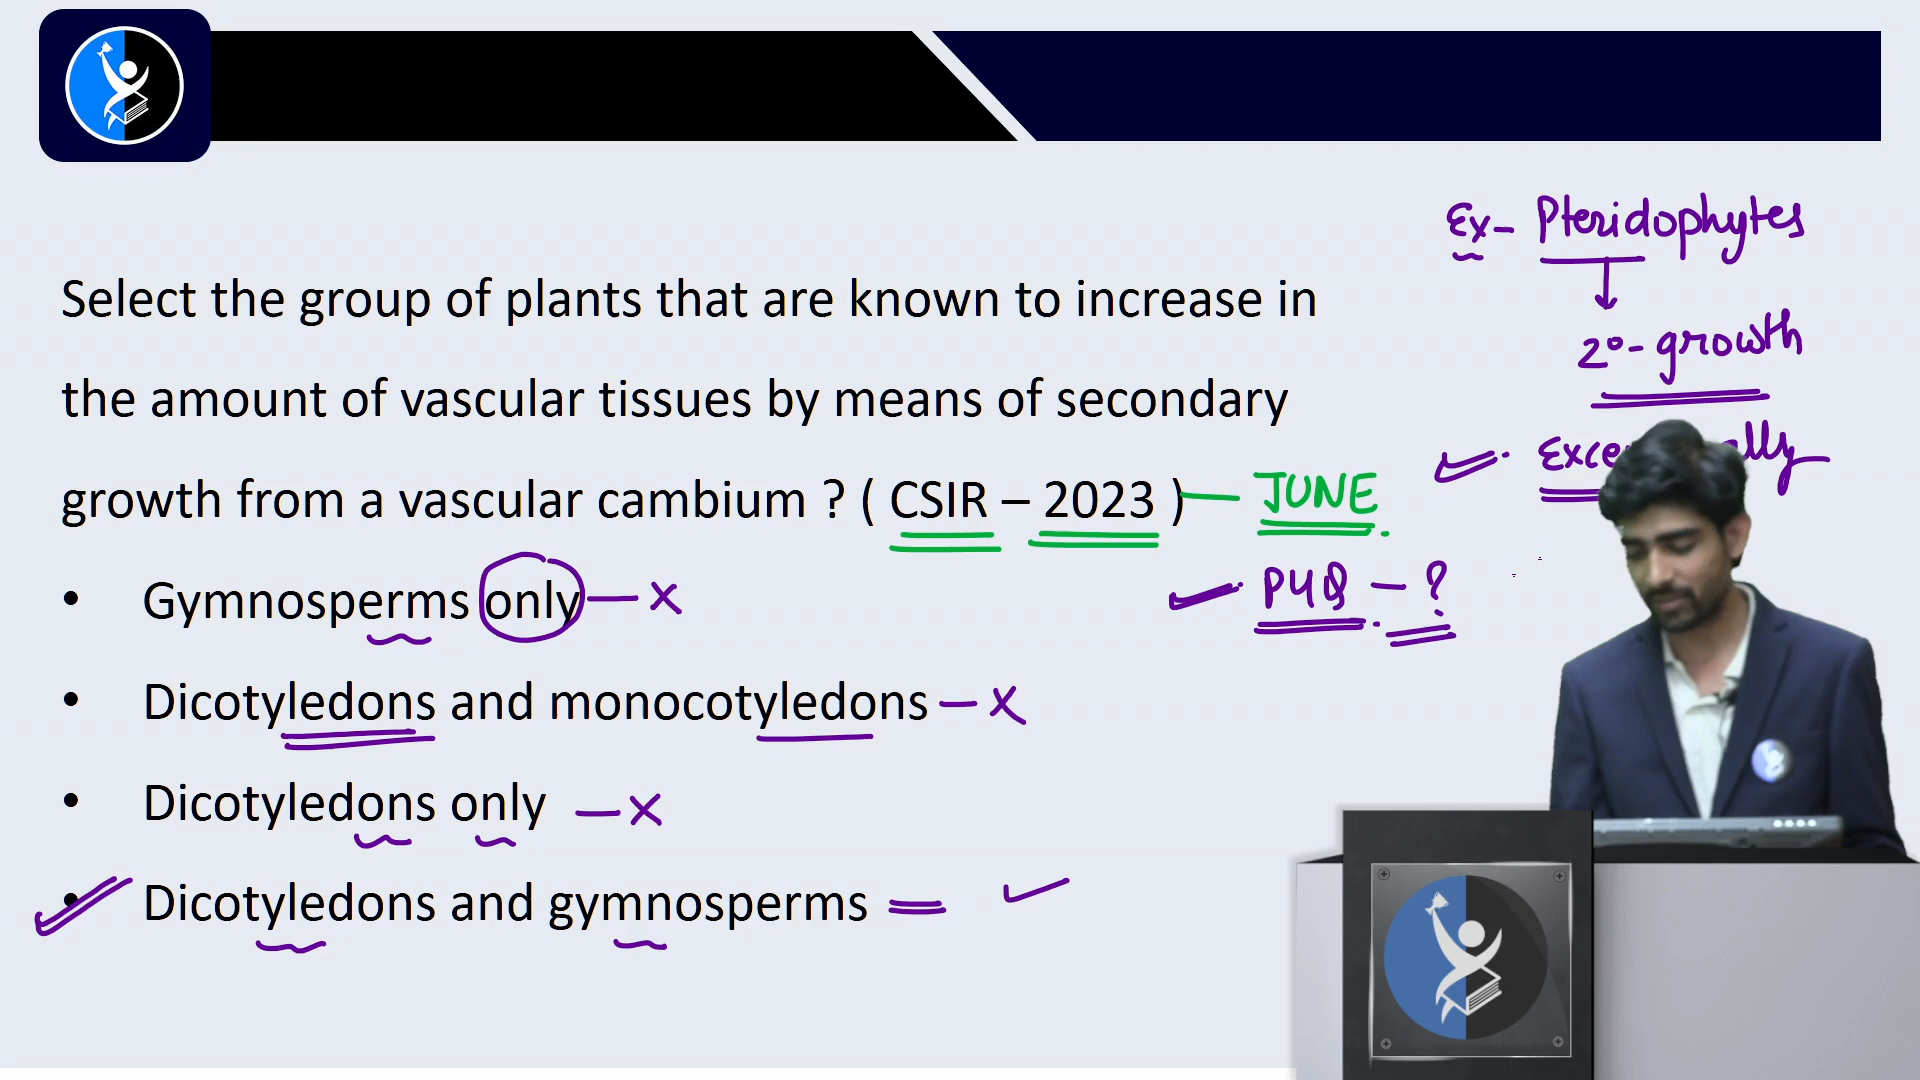 Ex- Pteridophytes
Select the group of plants that are known to increase in
2°-growth
the amount of vascular tissues by means of secondary
growth from a vascular cambium ? ( CSIR – 2023 ) — JUNE
• Gymnosperms only — x
PYQ — ?
• Dicotyledons and monocotyledons — x
• Dicotyledons only — x
• Dicotyledons and gymnosperms =